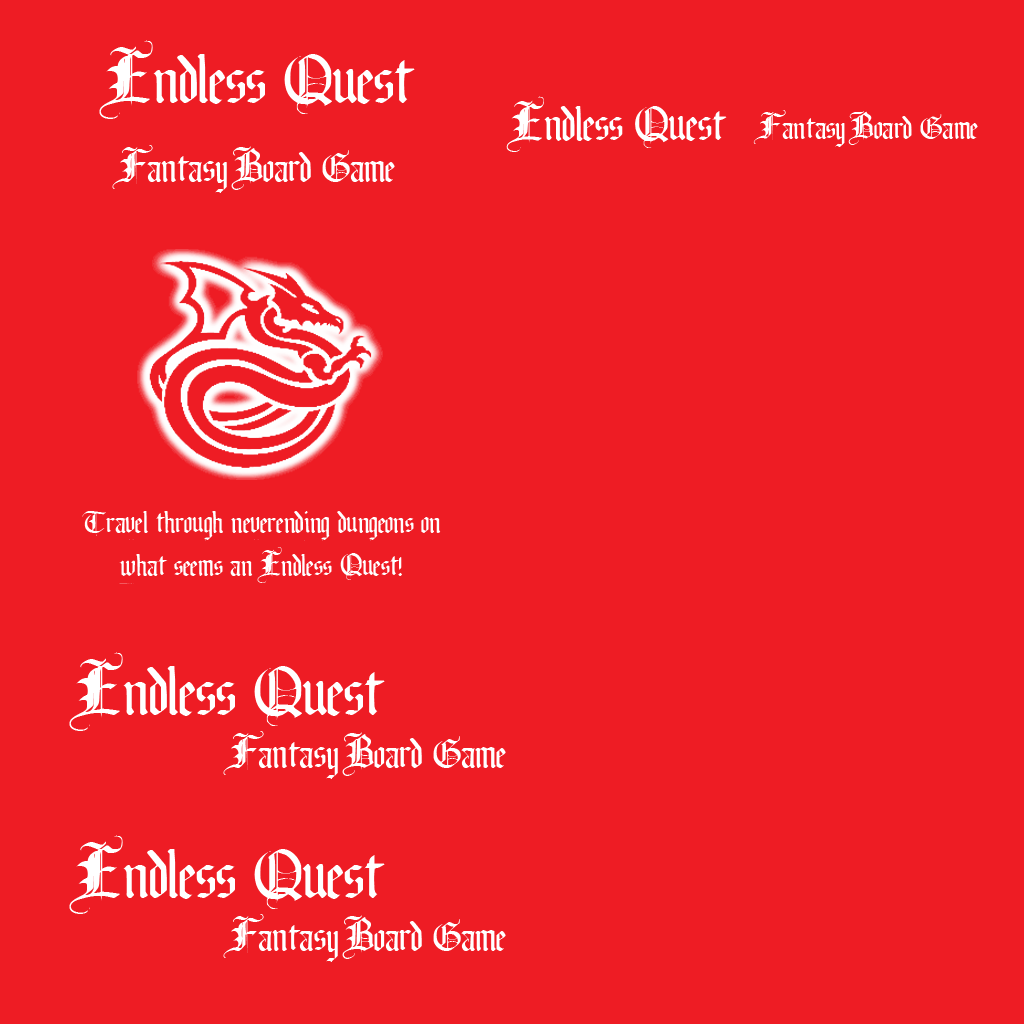 Endless Quest
Fantasy Board Game
Endless Quest Fantasy Board Game
Travel through neverending dungeons on
what seems an Endless Quest!
Endless Quest
Fantasy Board Game
Endless Quest
Fantasy Board Game